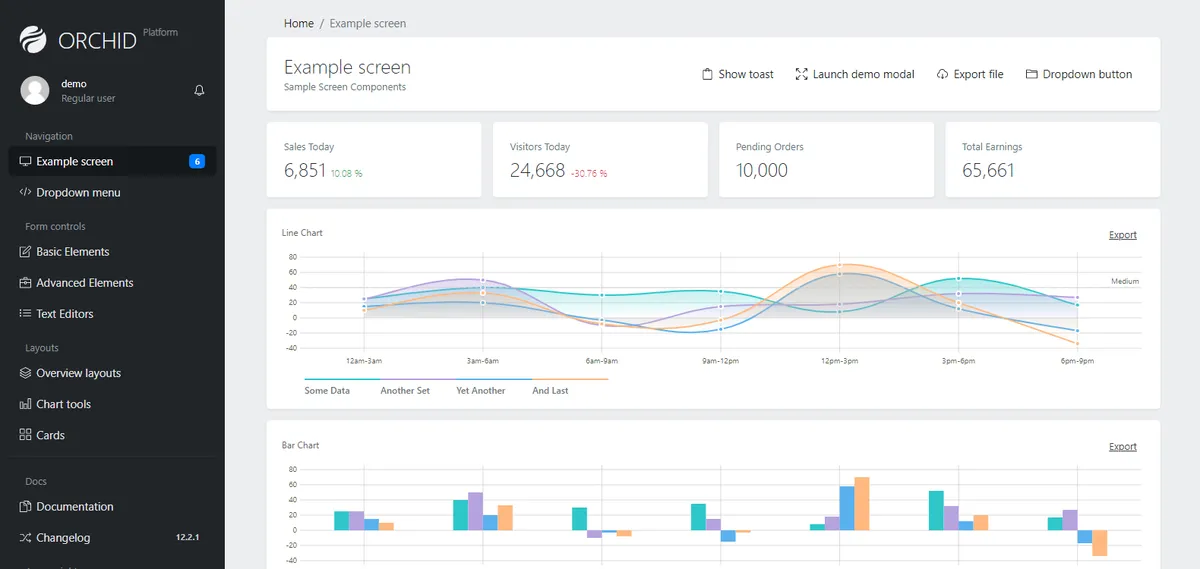 ORCHID Platform
demo
Regular user
Navigation
Example screen 6
Dropdown menu
Form controls
Basic Elements
Advanced Elements
Text Editors
Layouts
Overview layouts
Chart tools
Cards
Docs
Documentation
Changelog 12.2.1
Home / Example screen
Example screen
Sample Screen Components
Show toast Launch demo modal Export file Dropdown button
Sales Today
6,851 10.08 %
Visitors Today
24,668 -30.76 %
Pending Orders
10,000
Total Earnings
65,661
Line Chart
Export
80
60
Medium
40
20
0
-20
-40
12am-3am 3am-6am 6am-9am 9am-12pm 12pm-3pm 3pm-6pm 6pm-9pm
Some Data Another Set Yet Another And Last
Bar Chart
Export
80
60
40
20
0
-20
-40